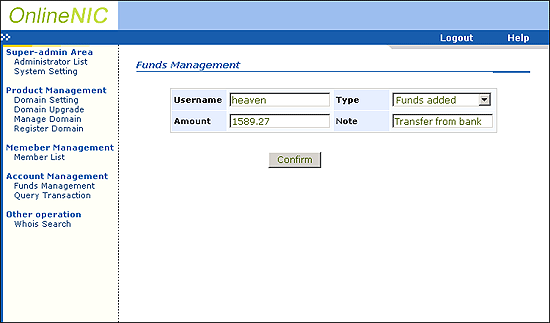 OnlineNIC
Logout Help
Super-admin Area
Administrator List
System Setting
Product Management
Domain Setting
Domain Upgrade
Manage Domain
Register Domain
Memeber Management
Member List
Account Management
Funds Management
Query Transaction
Other operation
Whois Search
Funds Management
Username heaven Type Funds added
Amount 1589.27 Note Transfer from bank
Confirm